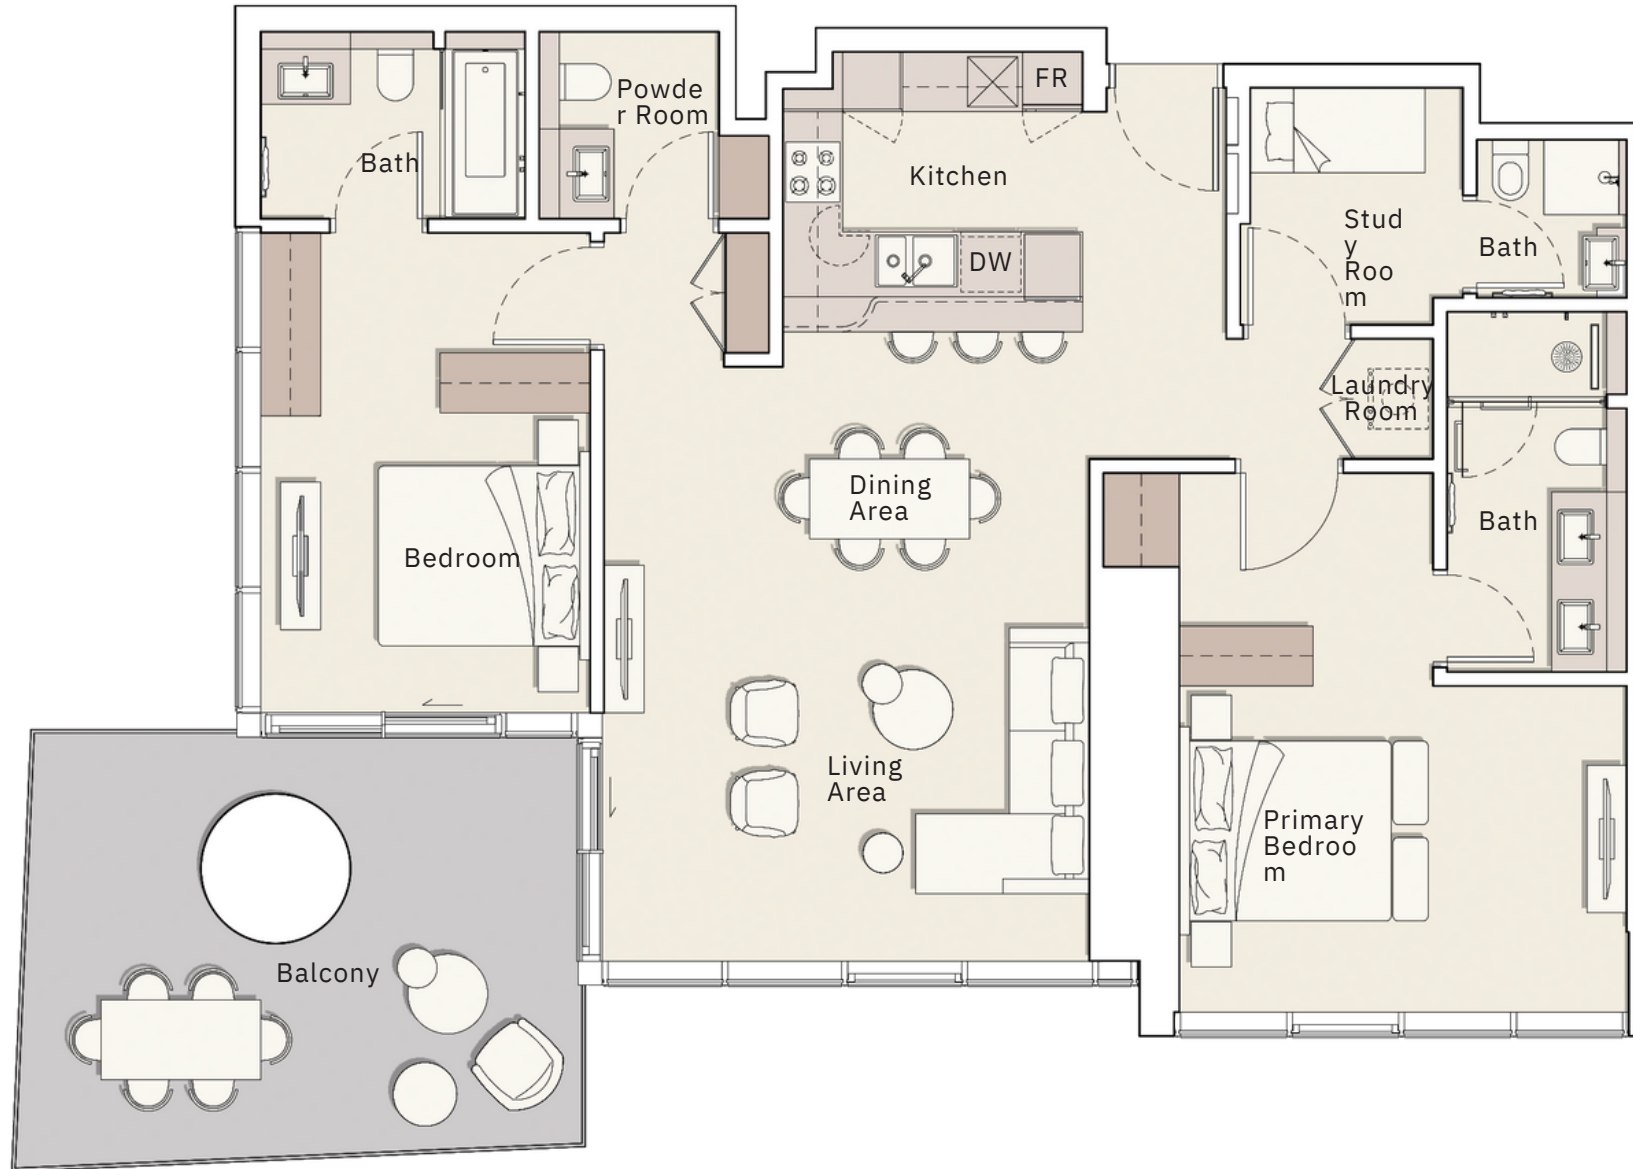 FR
Powde
r Room
Bath
Kitchen
Stud
y
Roo
m
Bath
DW
Laundry
Room
Dining
Area
Bath
Bedroom
Living
Area
Primary
Bedroo
m
Balcony